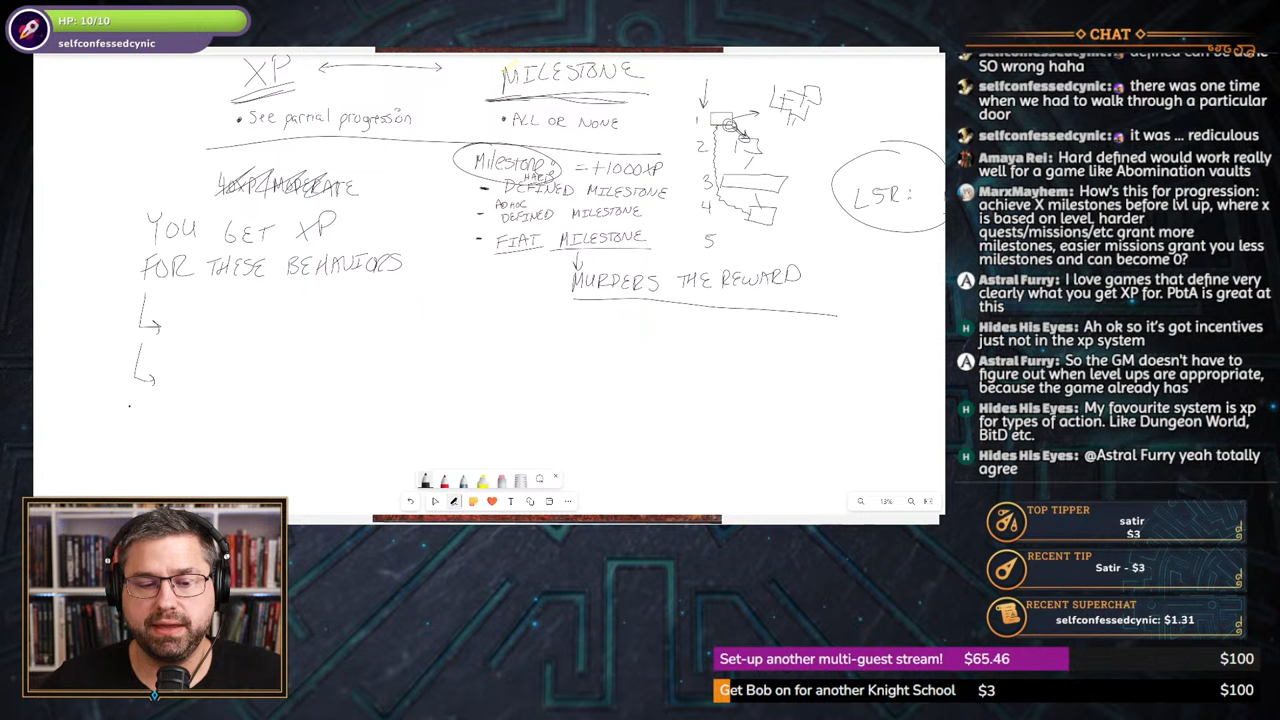 HP: 10/10
selfconfessedcynic
XP
MILESTONE
• See partial progression
• ALL OR NONE
Milestone = +1000XP
HARD
- DEFINED MILESTONE
ADHOC
- DEFINED MILESTONE
- FIAT MILESTONE
MURDERS THE REWARD
YOU GET XP
FOR THESE BEHAVIORS
1
2
3
4
5
LSR:
13%
CHAT
SO wrong haha
selfconfessedcynic: there was one time
when we had to walk through a particular
door
selfconfessedcynic: it was ... rediculous
Amaya Rei: Hard defined would work really
well for a game like Abomination vaults
MarxMayhem: How's this for progression:
achieve X milestones before lvl up, where x
is based on level, harder
quests/missions/etc grant more
milestones, easier missions grant you less
milestones and can become 0?
A Astral Furry: I love games that define very
clearly what you get XP for. PbtA is great at
this
H Hides His Eyes: Ah ok so it's got incentives
just not in the xp system
A Astral Furry: So the GM doesn't have to
figure out when level ups are appropriate,
because the game already has
H Hides His Eyes: My favourite system is xp
for types of action. Like Dungeon World,
BitD etc.
H Hides His Eyes: @Astral Furry yeah totally
agree
TOP TIPPER
satir
$3
RECENT TIP
Satir - $3
RECENT SUPERCHAT
selfconfessedcynic: $1.31
Set-up another multi-guest stream! $65.46 $100
Get Bob on for another Knight School $3 $100